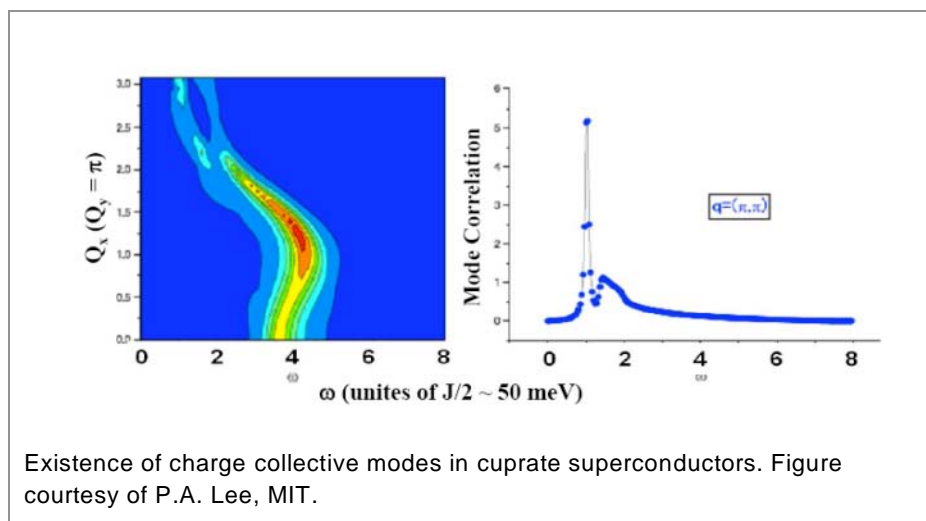 3.0
2.5
2.0
1.5
1.0
0.5
0.0
Q_x (Q_y = π)
0 2 4 6 8
ω
6
5
4
3
2
1
0
Mode Correlation
q=(π,π)
0 2 4 6 8
ω
ω (unites of J/2 ~ 50 meV)
Existence of charge collective modes in cuprate superconductors. Figure
courtesy of P.A. Lee, MIT.